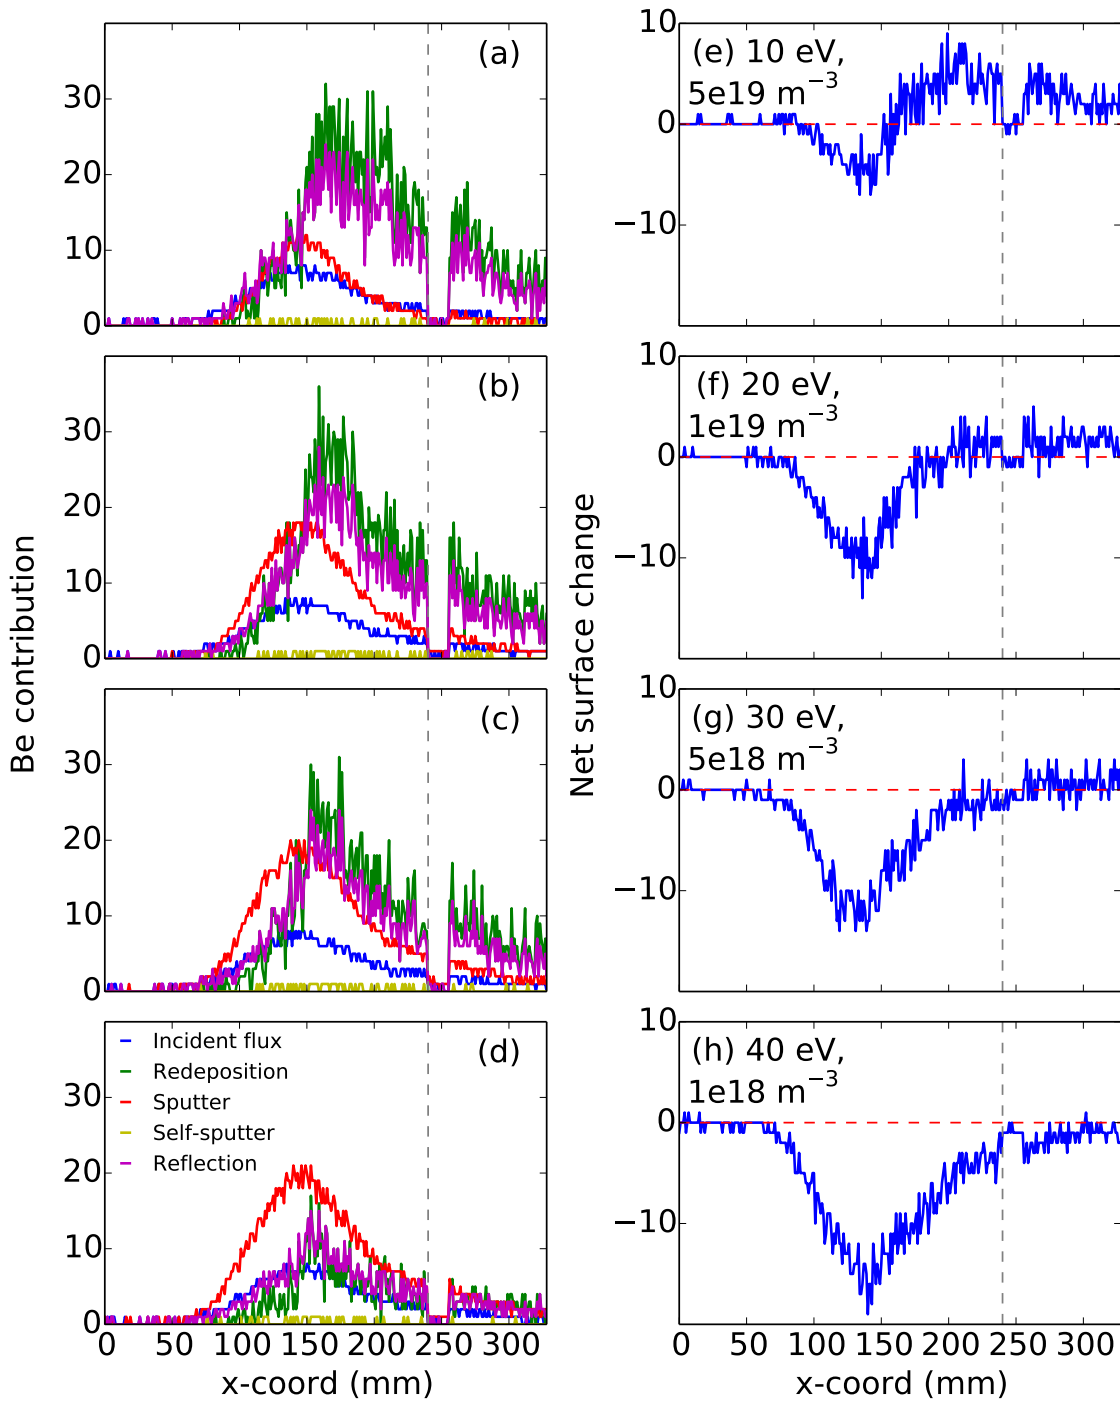 (a)
30
20
10
0
(b)
30
20
10
0
(c)
30
20
10
0
(d)
Incident flux
Redeposition
Sputter
Self-sputter
Reflection
30
20
10
0
0 50 100 150 200 250 300
x-coord (mm)
Be contribution
(e) 10 eV,
5e19 m⁻³
10
0
−10
(f) 20 eV,
1e19 m⁻³
10
0
−10
(g) 30 eV,
5e18 m⁻³
10
0
−10
(h) 40 eV,
1e18 m⁻³
10
0
−10
0 50 100 150 200 250 300
x-coord (mm)
Net surface change